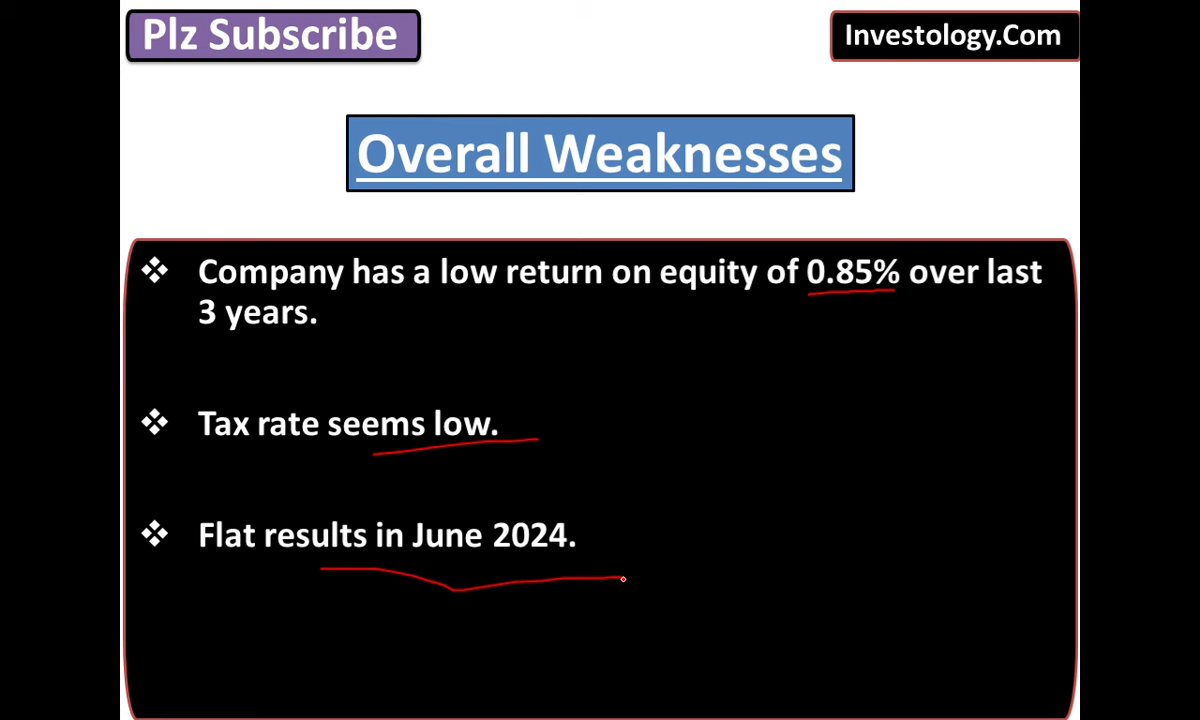 Plz Subscribe
Investology.Com
Overall Weaknesses
❖ Company has a low return on equity of 0.85% over last
3 years.
❖ Tax rate seems low.
❖ Flat results in June 2024.